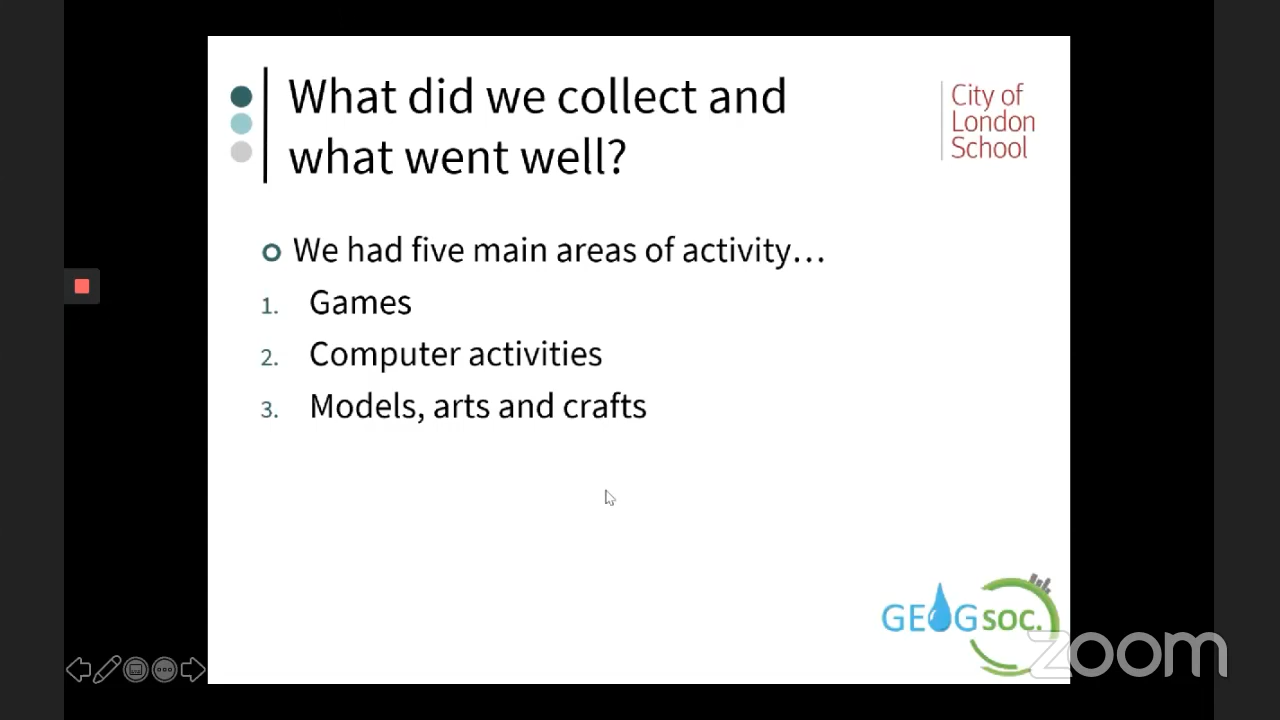 What did we collect and
what went well?
City of
London
School
We had five main areas of activity…
1. Games
2. Computer activities
3. Models, arts and crafts
GEOGSOC.
zoom